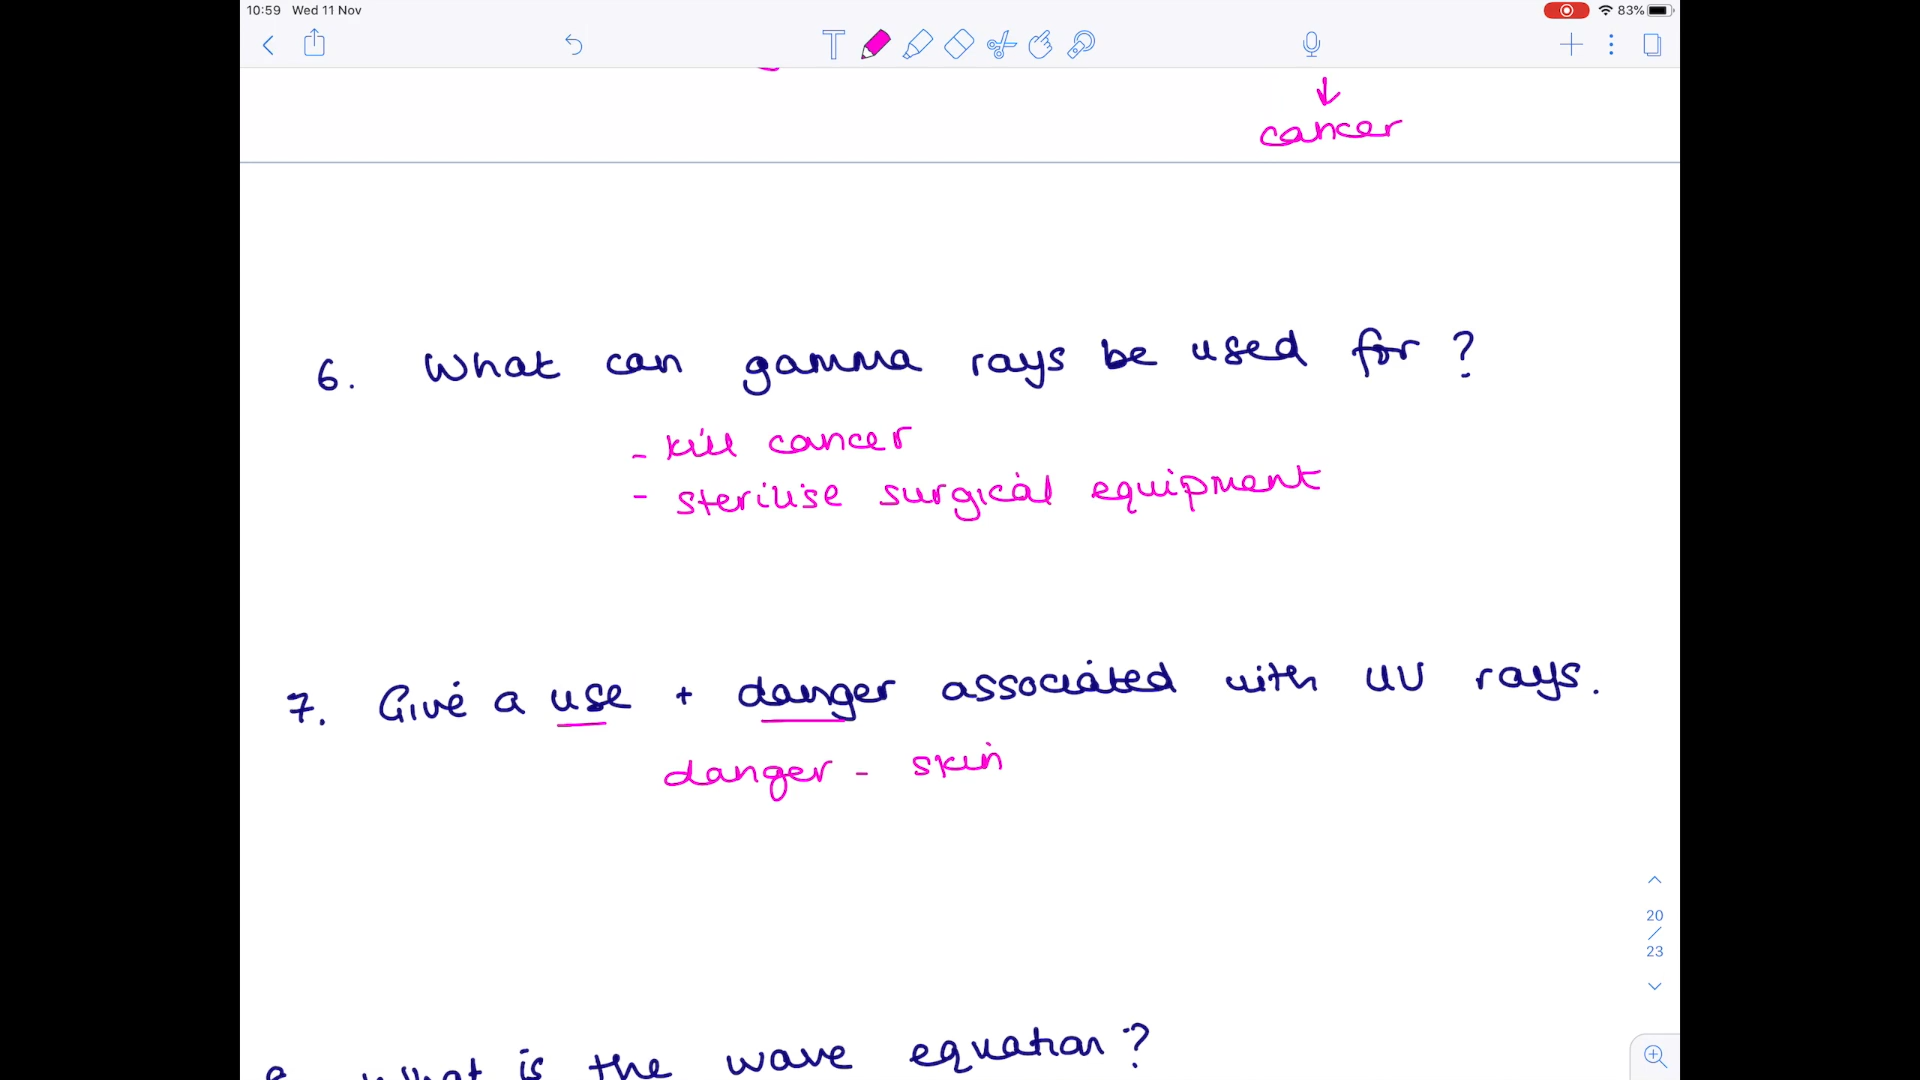 10:59 Wed 11 Nov
83%
T
cancer
6. What can gamma rays be used for ?
- kill cancer
- sterilise surgical equipment
7. Give a use + danger associated with UV rays.
danger - skin
20
/
23
What is the wave equation?